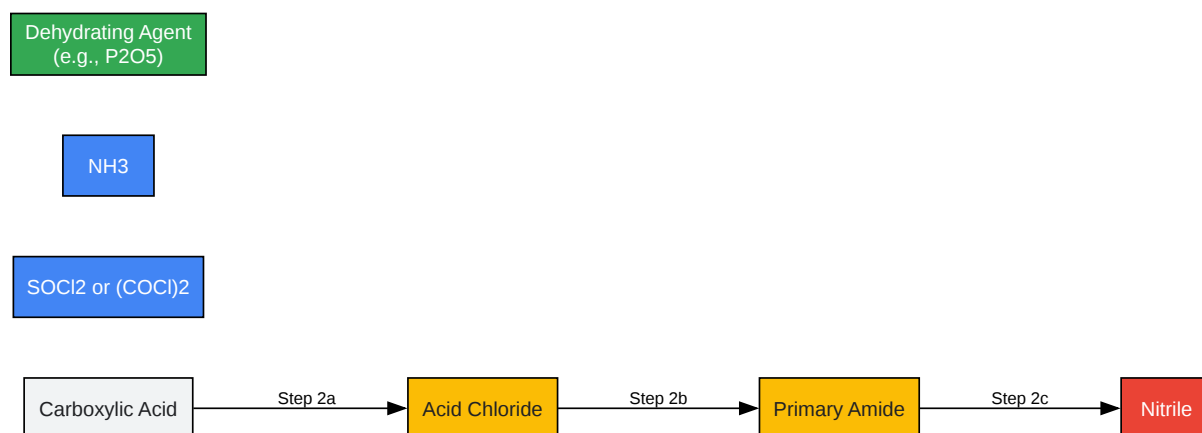 Dehydrating Agent
(e.g., P2O5)
NH3
SOCl2 or (COCl)2
Carboxylic Acid
Step 2a
Acid Chloride
Step 2b
Primary Amide
Step 2c
Nitrile